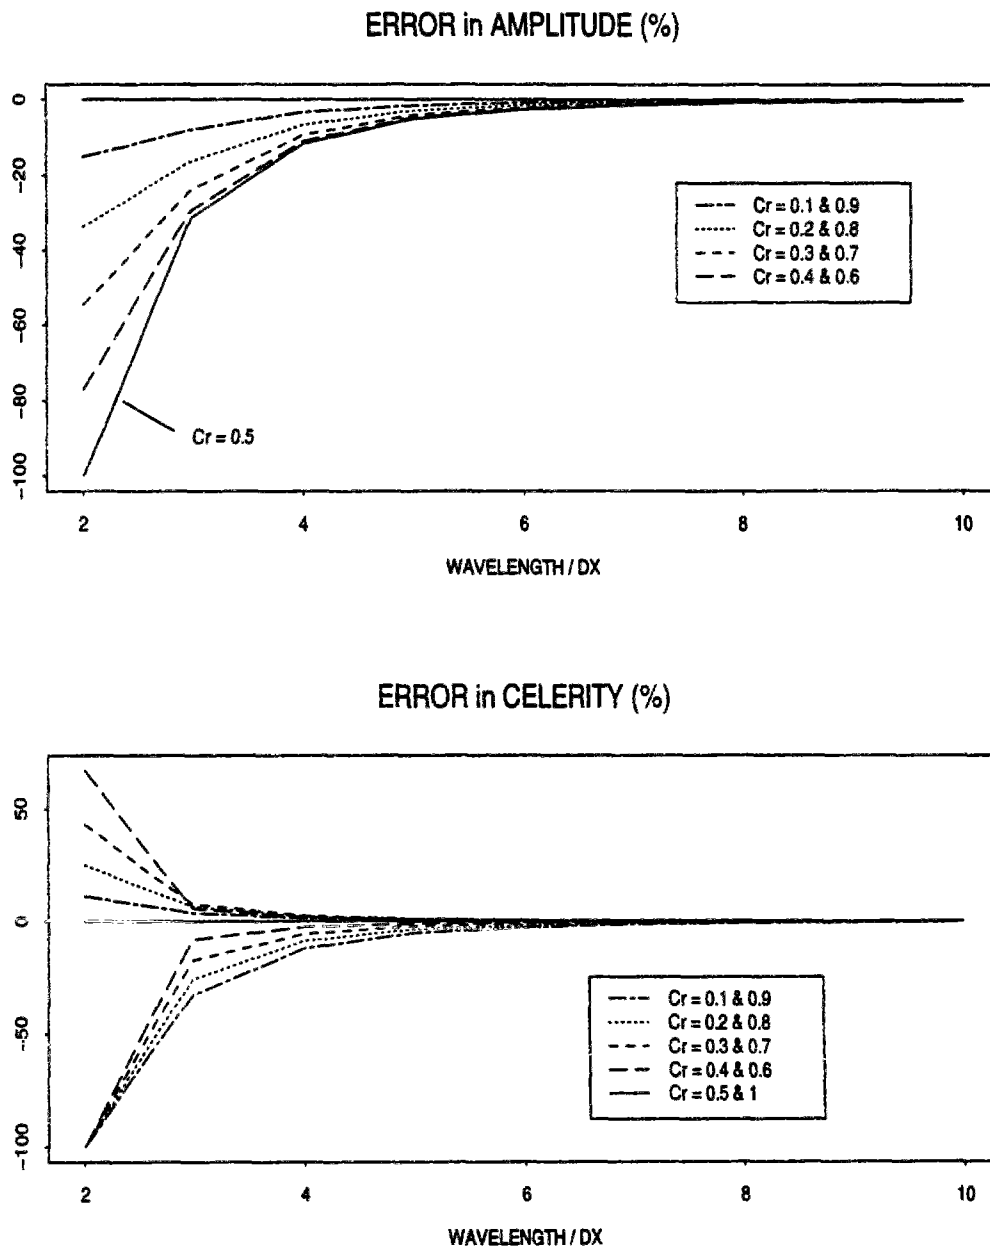 ERROR in AMPLITUDE (%)
0
-20
-40
-60
-80
-100
Cr = 0.1 & 0.9
Cr = 0.2 & 0.8
Cr = 0.3 & 0.7
Cr = 0.4 & 0.6
Cr = 0.5
2 4 6 8 10
WAVELENGTH / DX
ERROR in CELERITY (%)
50
0
-50
-100
Cr = 0.1 & 0.9
Cr = 0.2 & 0.8
Cr = 0.3 & 0.7
Cr = 0.4 & 0.6
Cr = 0.5 & 1
2 4 6 8 10
WAVELENGTH / DX